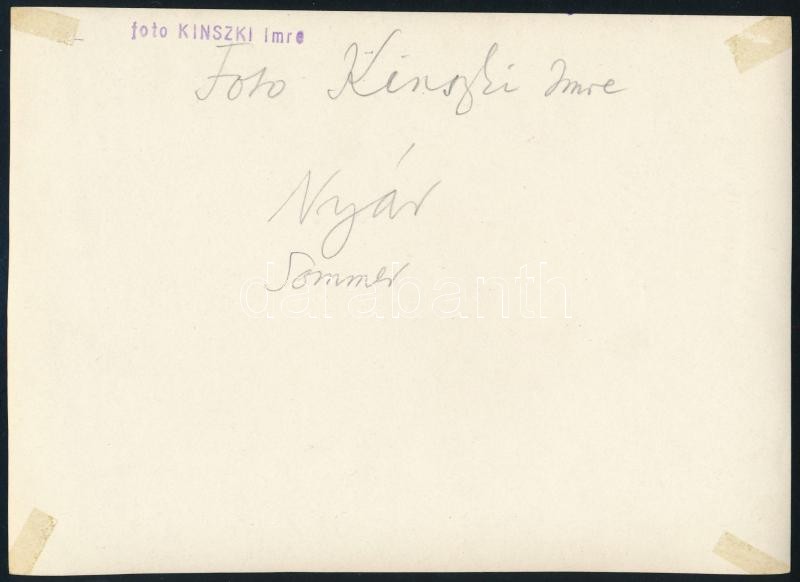 foto KINSZKI Imre
Foto Kinszki Imre
Nyár
Sommer
darabanth